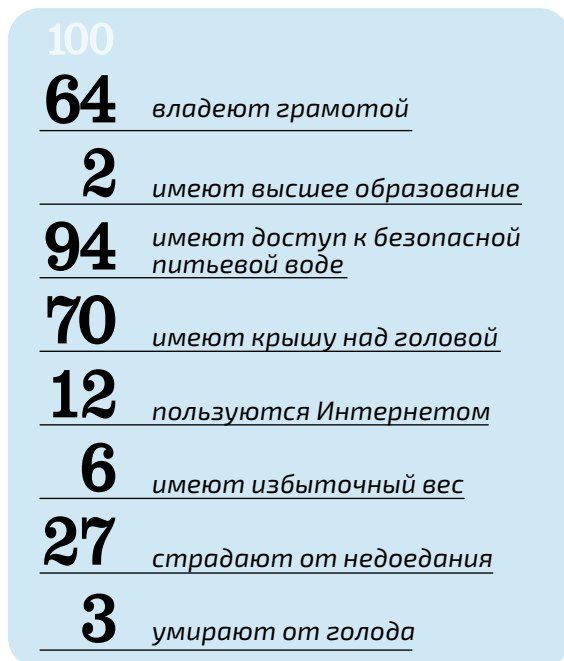 100
64 владеют грамотой
2 имеют высшее образование
94 имеют доступ к безопасной
питьевой воде
70 имеют крышу над головой
12 пользуются Интернетом
6 имеют избыточный вес
27 страдают от недоедания
3 умирают от голода